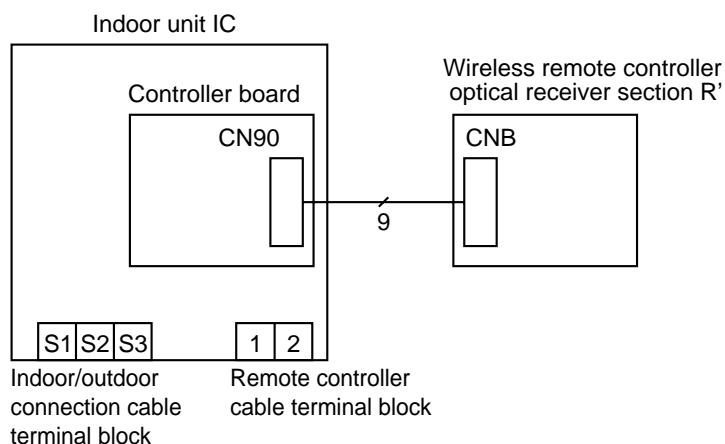 Indoor unit IC
Wireless remote controller
optical receiver section R’
Controller board
CN90
CNB
9
S1 S2 S3
1 2
Indoor/outdoor
connection cable
terminal block
Remote controller
cable terminal block